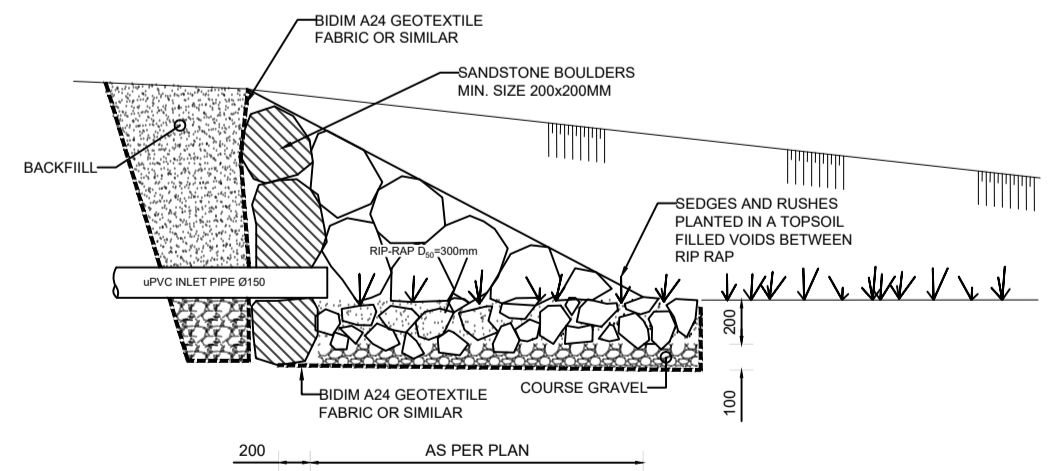 BIDIM A24 GEOTEXTILE
FABRIC OR SIMILAR
SANDSTONE BOULDERS
MIN. SIZE 200x200MM
BACKFIILL
SEDGES AND RUSHES
PLANTED IN A TOPSOIL
FILLED VOIDS BETWEEN
RIP RAP
RIP-RAP D50=300mm
uPVC INLET PIPE Ø150
200
COURSE GRAVEL
BIDIM A24 GEOTEXTILE
FABRIC OR SIMILAR
100
200
AS PER PLAN